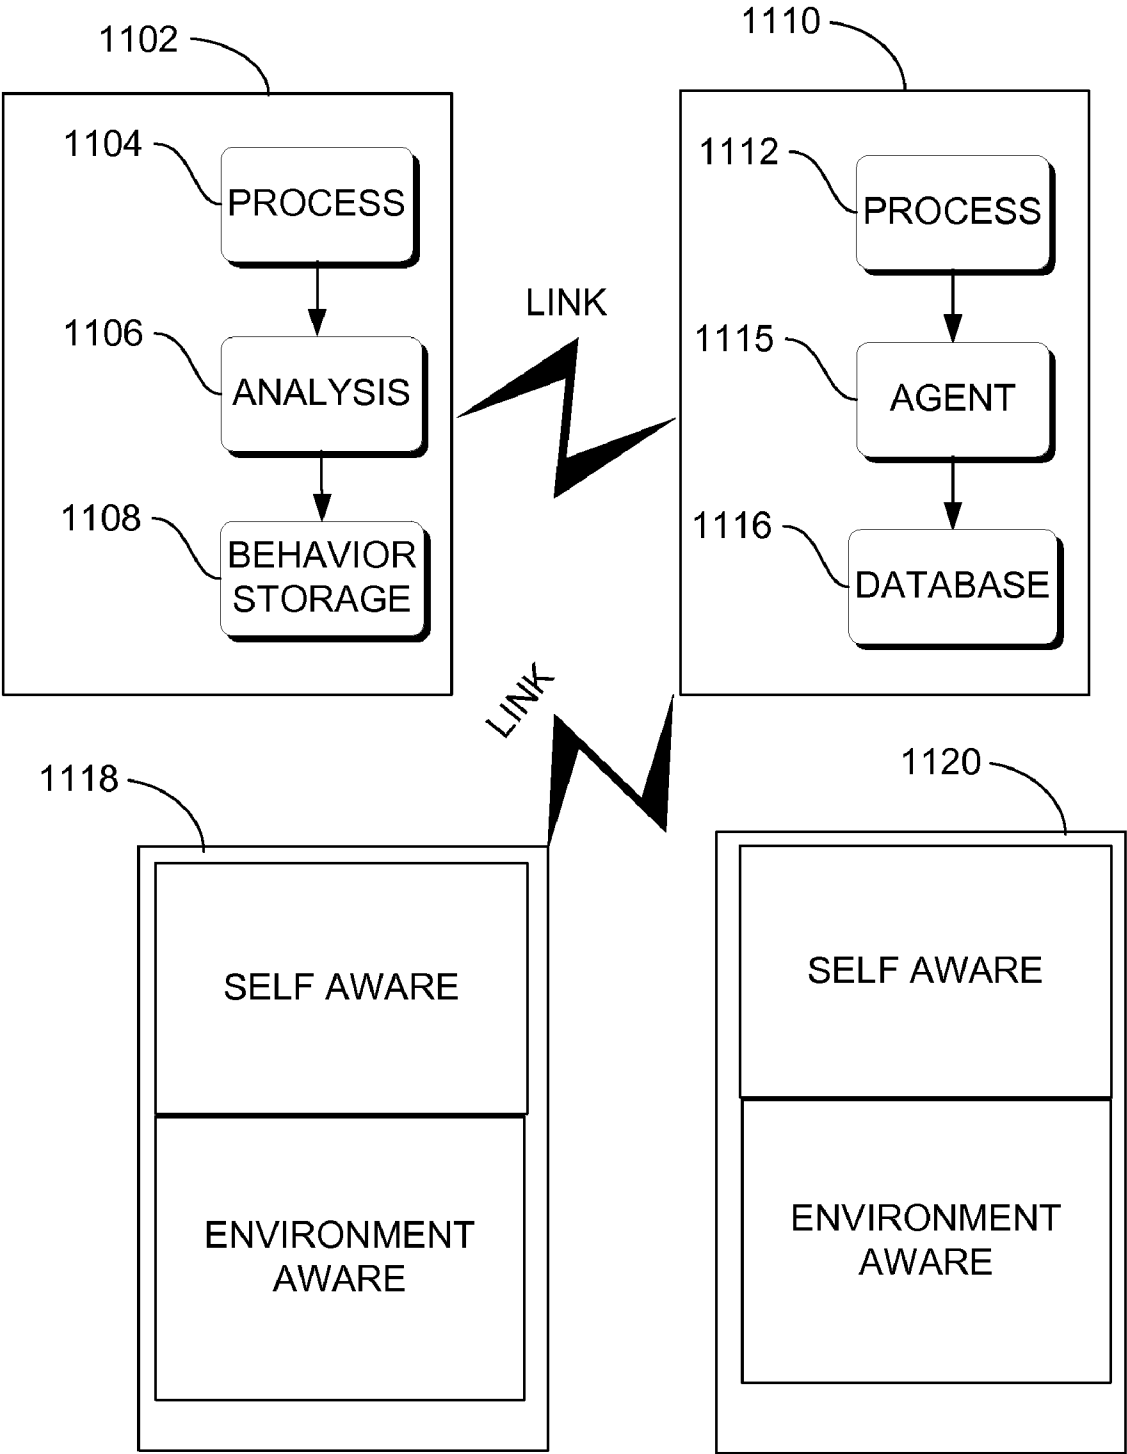 1102
1104
PROCESS
1106
ANALYSIS
1108
BEHAVIOR
STORAGE
LINK
1110
1112
PROCESS
1115
AGENT
1116
DATABASE
LINK
1118
SELF AWARE
ENVIRONMENT
AWARE
1120
SELF AWARE
ENVIRONMENT
AWARE